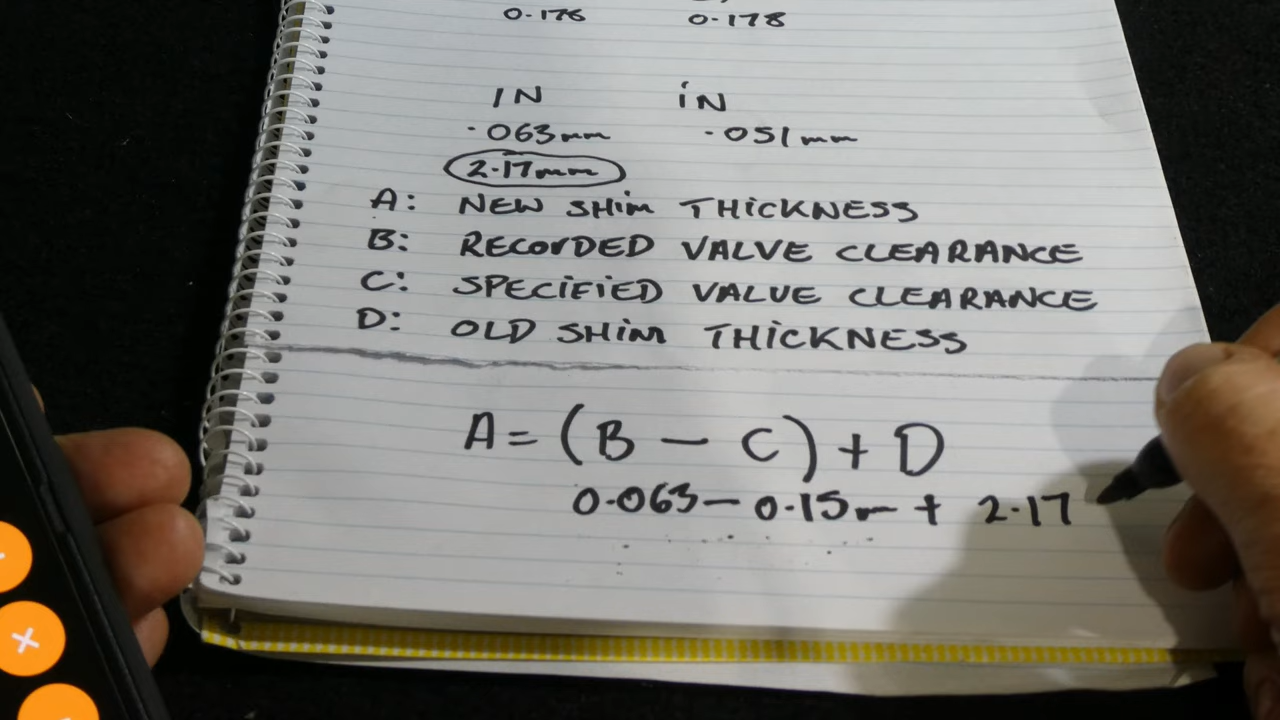 0.176 0.178
IN iN
.063mm .051mm
2.17mm
A: NEW SHiM THiCKNESS
B: RECORDED VALVE CLEARANCE
C: SPECiFiED VALVE CLEARANCE
D: OLD SHiM THiCKNESS
A = (B - C) + D
0.063 - 0.15m + 2.17
×